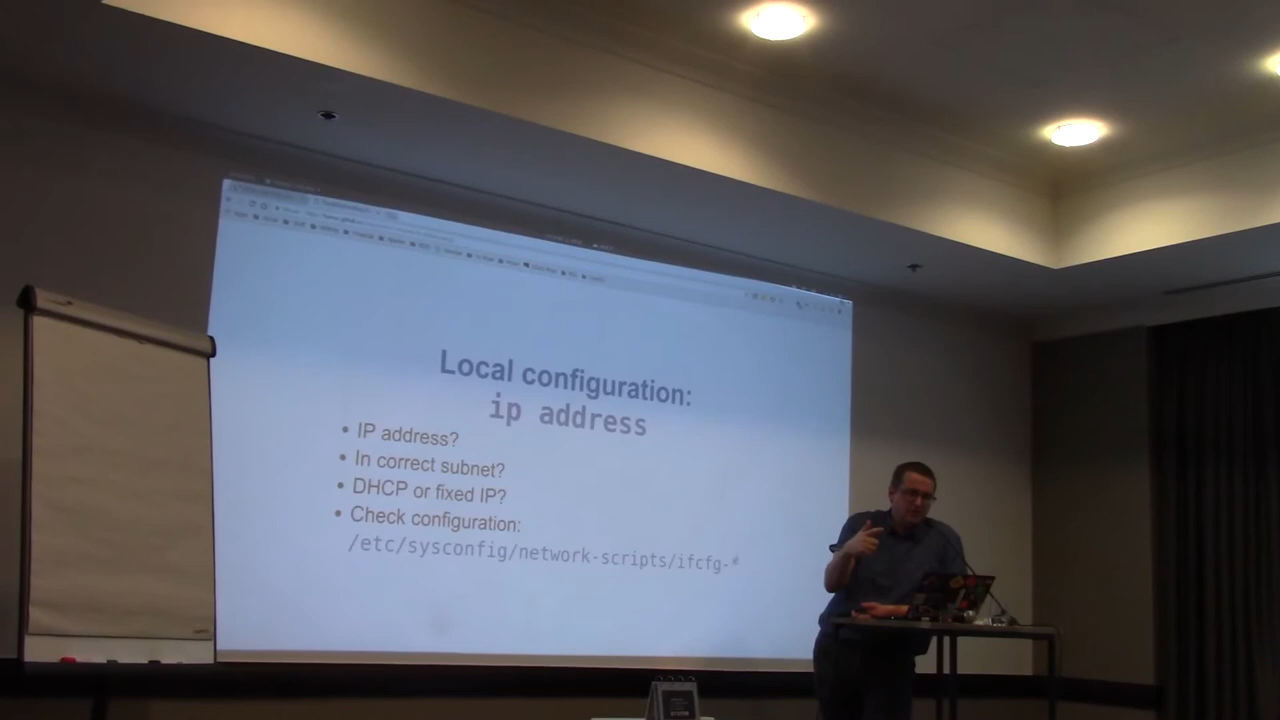 Local configuration:
ip address
• IP address?
• In correct subnet?
• DHCP or fixed IP?
• Check configuration:
/etc/sysconfig/network-scripts/ifcfg-*